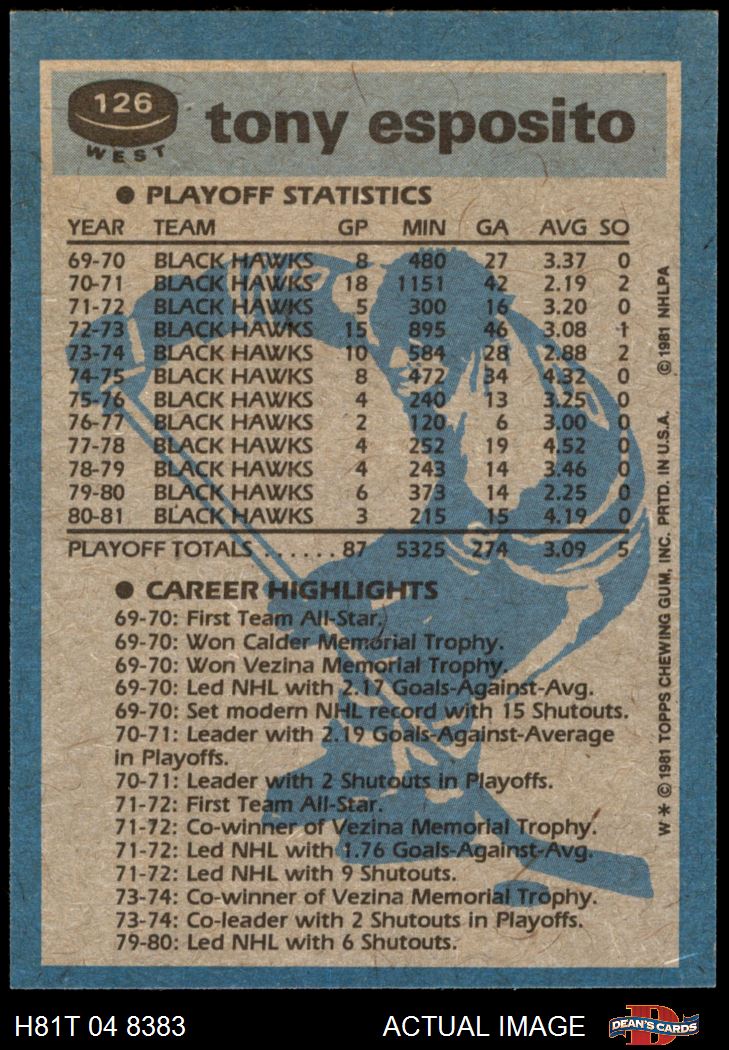 126
WEST
tony esposito
● PLAYOFF STATISTICS
YEAR TEAM GP MIN GA AVG SO
69-70 BLACK HAWKS 8 480 27 3.37 0
70-71 BLACK HAWKS 18 1151 42 2.19 2
71-72 BLACK HAWKS 5 300 16 3.20 0
72-73 BLACK HAWKS 15 895 46 3.08 1
73-74 BLACK HAWKS 10 584 28 2.88 2
74-75 BLACK HAWKS 8 472 34 4.32 0
75-76 BLACK HAWKS 4 240 13 3.25 0
76-77 BLACK HAWKS 2 120 6 3.00 0
77-78 BLACK HAWKS 4 252 19 4.52 0
78-79 BLACK HAWKS 4 243 14 3.46 0
79-80 BLACK HAWKS 6 373 14 2.25 0
80-81 BLACK HAWKS 3 215 15 4.19 0
PLAYOFF TOTALS ...... 87 5325 274 3.09 5
● CAREER HIGHLIGHTS
69-70: First Team All-Star.
69-70: Won Calder Memorial Trophy.
69-70: Won Vezina Memorial Trophy.
69-70: Led NHL with 2.17 Goals-Against-Avg.
69-70: Set modern NHL record with 15 Shutouts.
70-71: Leader with 2.19 Goals-Against-Average
in Playoffs.
70-71: Leader with 2 Shutouts in Playoffs.
71-72: First Team All-Star.
71-72: Co-winner of Vezina Memorial Trophy.
71-72: Led NHL with 1.76 Goals-Against-Avg.
71-72: Led NHL with 9 Shutouts.
73-74: Co-winner of Vezina Memorial Trophy.
73-74: Co-leader with 2 Shutouts in Playoffs.
79-80: Led NHL with 6 Shutouts.
W * © 1981 TOPPS CHEWING GUM, INC. PRTD. IN U.S.A. © 1981 NHLPA
H81T 04 8383 ACTUAL IMAGE
D
DEAN'S CARDS